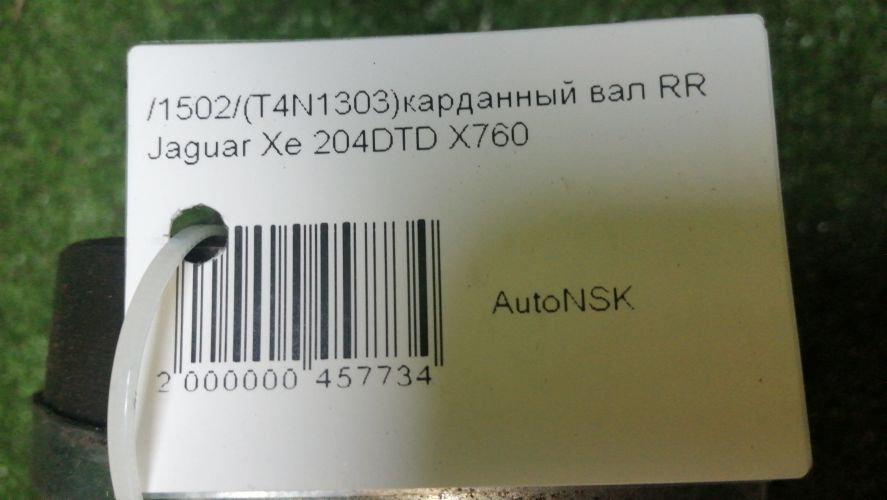 /1502/(T4N1303)карданный вал RR
Jaguar Xe 204DTD X760
AutoNSK
2 000000 457734